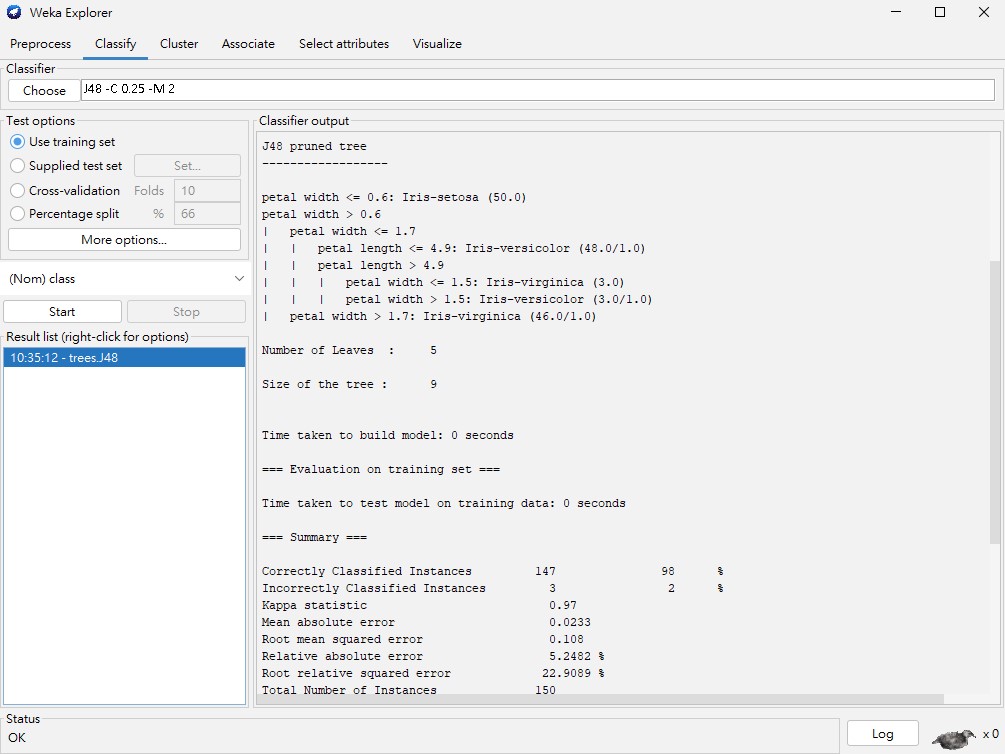 Weka Explorer
Preprocess Classify Cluster Associate Select attributes Visualize
Classifier
Choose J48 -C 0.25 -M 2
Test options
Use training set
Supplied test set Set...
Cross-validation Folds 10
Percentage split % 66
More options...
(Nom) class
Start Stop
Result list (right-click for options)
10:35:12 - trees.J48
Classifier output
J48 pruned tree
------------------
petal width <= 0.6: Iris-setosa (50.0)
petal width > 0.6
|   petal width <= 1.7
|   |   petal length <= 4.9: Iris-versicolor (48.0/1.0)
|   |   petal length > 4.9
|   |   |   petal width <= 1.5: Iris-virginica (3.0)
|   |   |   petal width > 1.5: Iris-versicolor (3.0/1.0)
|   petal width > 1.7: Iris-virginica (46.0/1.0)
Number of Leaves  :     5
Size of the tree :      9
Time taken to build model: 0 seconds
=== Evaluation on training set ===
Time taken to test model on training data: 0 seconds
=== Summary ===
Correctly Classified Instances         147               98      %
Incorrectly Classified Instances         3                2      %
Kappa statistic                          0.97
Mean absolute error                      0.0233
Root mean squared error                  0.108
Relative absolute error                  5.2482 %
Root relative squared error             22.9089 %
Total Number of Instances              150
Status
OK
Log
x 0